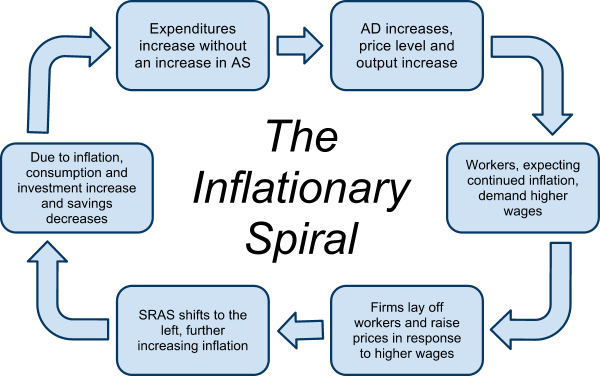 Expenditures
increase without
an increase in AS
AD increases,
price level and
output increase
Workers, expecting
continued inflation,
demand higher
wages
Firms lay off
workers and raise
prices in response
to higher wages
SRAS shifts to the
left, further
increasing inflation
Due to inflation,
consumption and
investment increase
and savings
decreases
The
Inflationary
Spiral